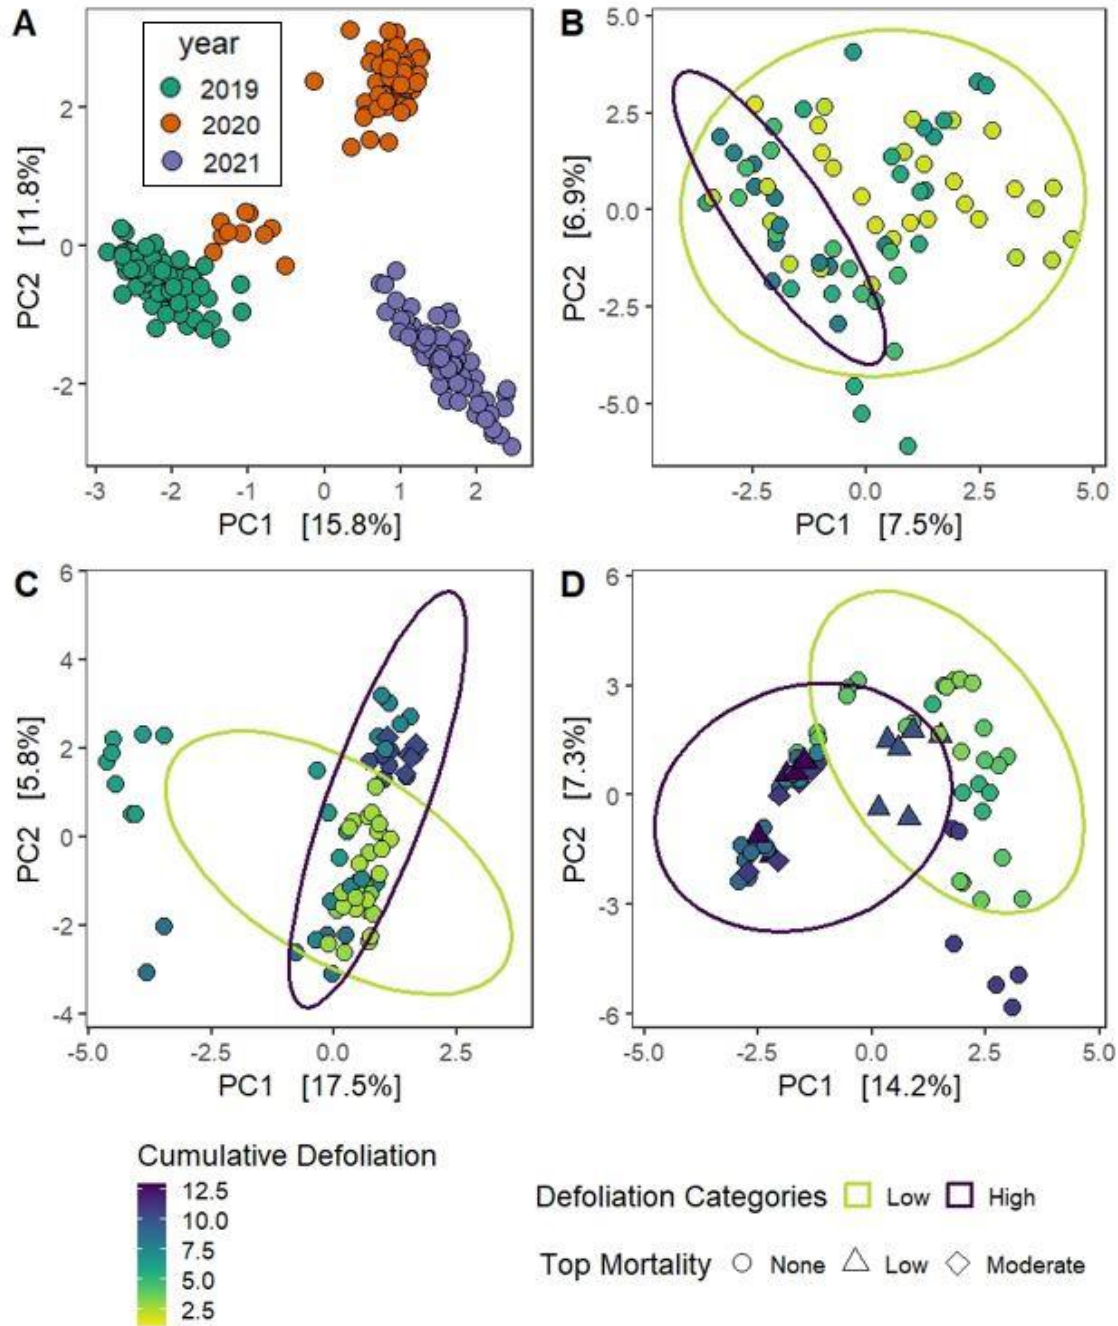 A
year
2019
2020
2021
2
0
-2
PC2 [11.8%]
-3 -2 -1 0 1 2
PC1 [15.8%]
B
5.0
2.5
0.0
-2.5
-5.0
PC2 [6.9%]
-2.5 0.0 2.5 5.0
PC1 [7.5%]
C
6
4
2
0
-2
-4
PC2 [5.8%]
-5.0 -2.5 0.0 2.5
PC1 [17.5%]
D
6
3
0
-3
-6
PC2 [7.3%]
-5.0 -2.5 0.0 2.5 5.0
PC1 [14.2%]
Cumulative Defoliation
12.5
10.0
7.5
5.0
2.5
Defoliation Categories Low High
Top Mortality None Low Moderate